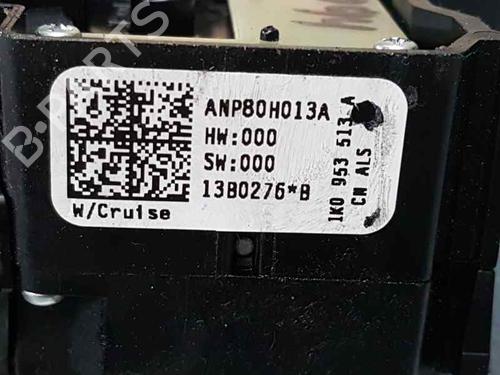 ANP80H013A
HW:000
SW:000
13B0276*B
W/Cruise
1K0 953 513 A
CN ALS
B-PARTS